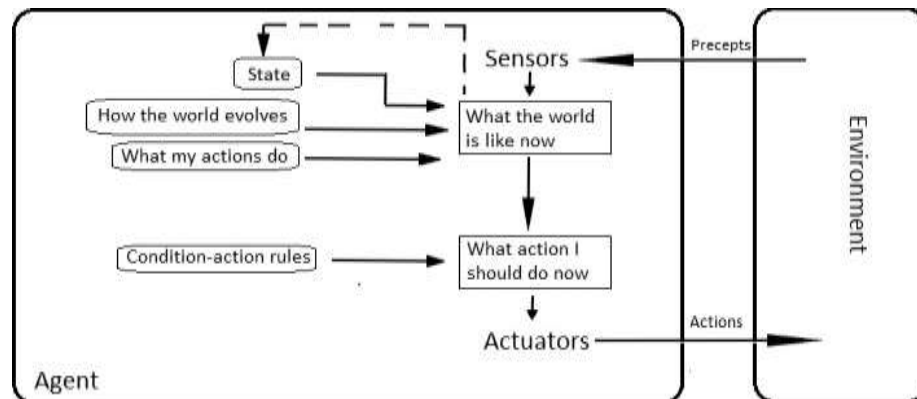 Precepts
Sensors
State
How the world evolves
What the world
is like now
What my actions do
Environment
Condition-action rules
What action I
should do now
Actions
Actuators
Agent